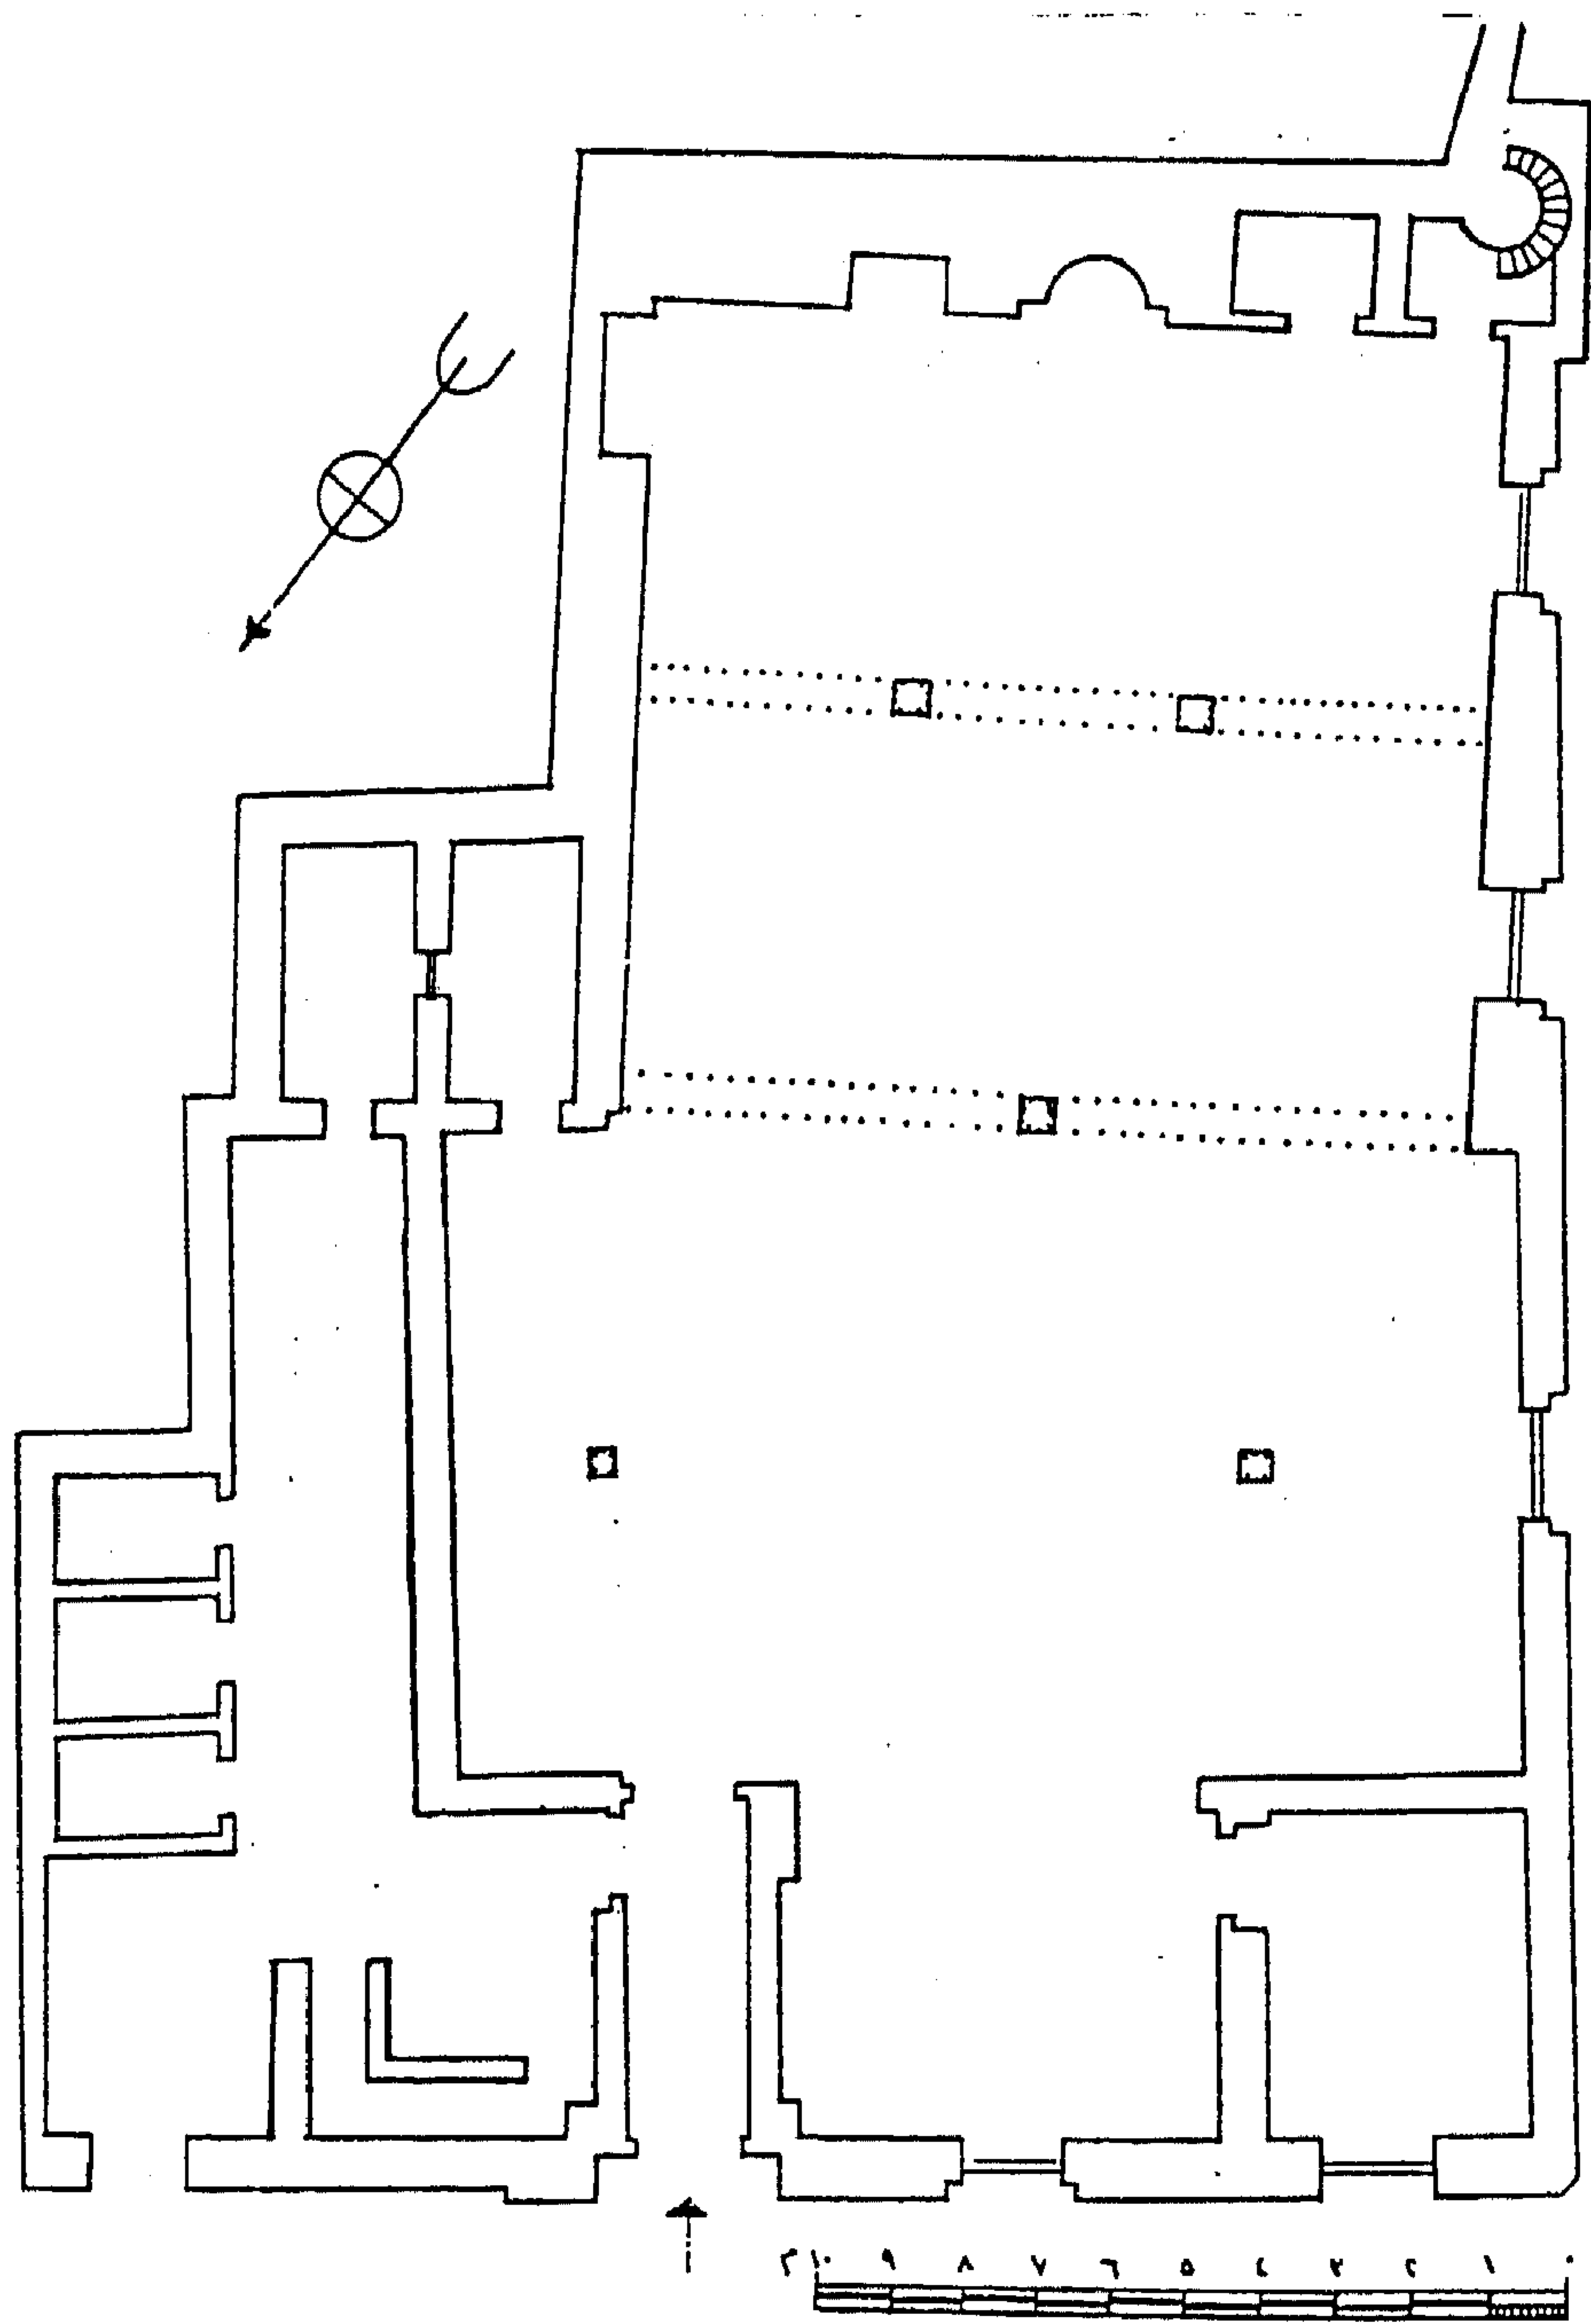 ٠ ١ ٢ ٣ ٤ ٥ ٦ ٧ ٨ ٩ ١٠ م